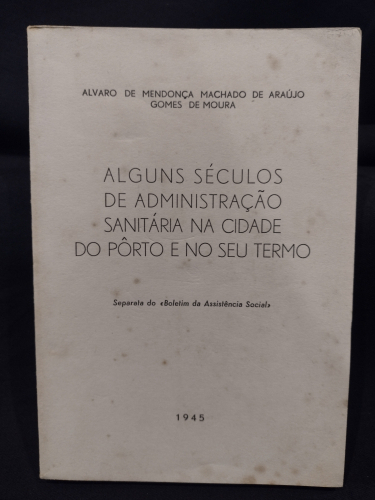 ALVARO DE MENDONÇA MACHADO DE ARAÚJO
GOMES DE MOURA
ALGUNS SÉCULOS
DE ADMINISTRAÇÃO
SANITÁRIA NA CIDADE
DO PÔRTO E NO SEU TERMO
Separata do «Boletim da Assistência Social»
1945